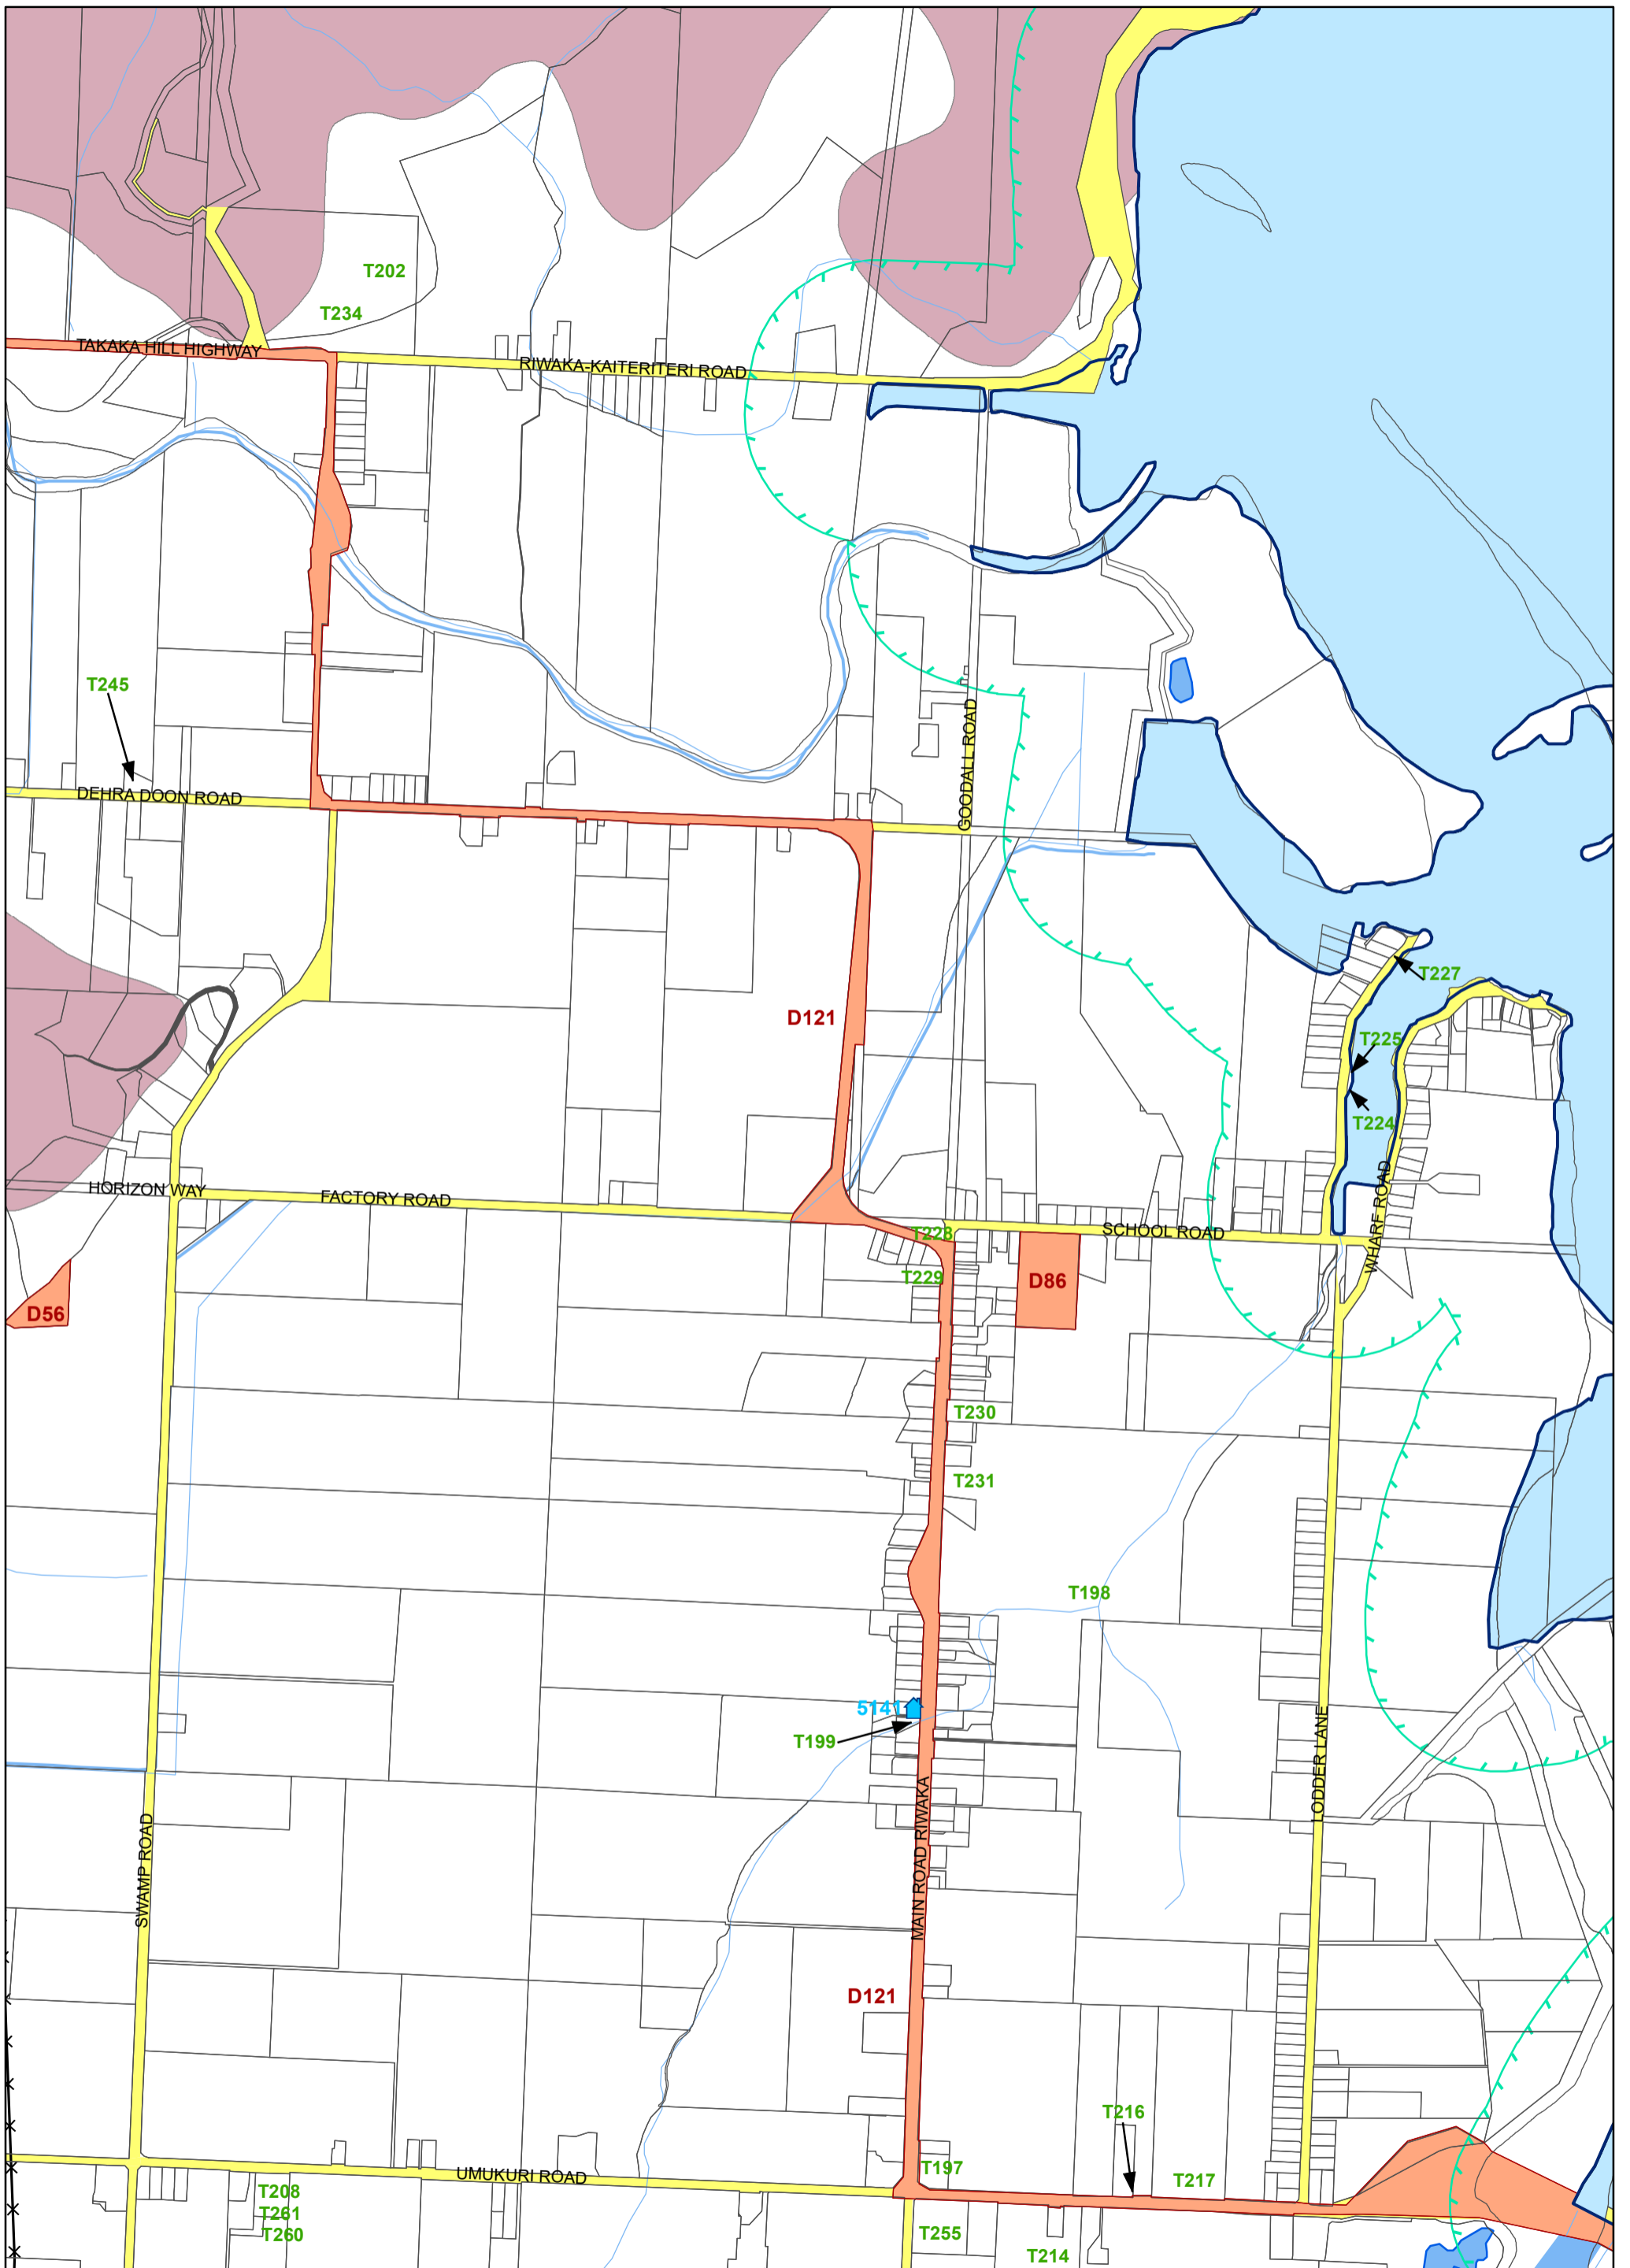 T202
T234
TAKAKA HILL HIGHWAY
RIWAKA-KAITERITERI ROAD
T245
DEHRA DOON ROAD
GOODALL ROAD
T227
D121
T225
T224
HORIZON WAY
FACTORY ROAD
T228
SCHOOL ROAD
WHARF ROAD
T229
D86
D56
T230
T231
T198
5141
T199
LODDER LANE
MAIN ROAD RIWAKA
SWAMP ROAD
D121
T216
T197
UMUKURI ROAD
T217
T208
T261
T260
T255
T214